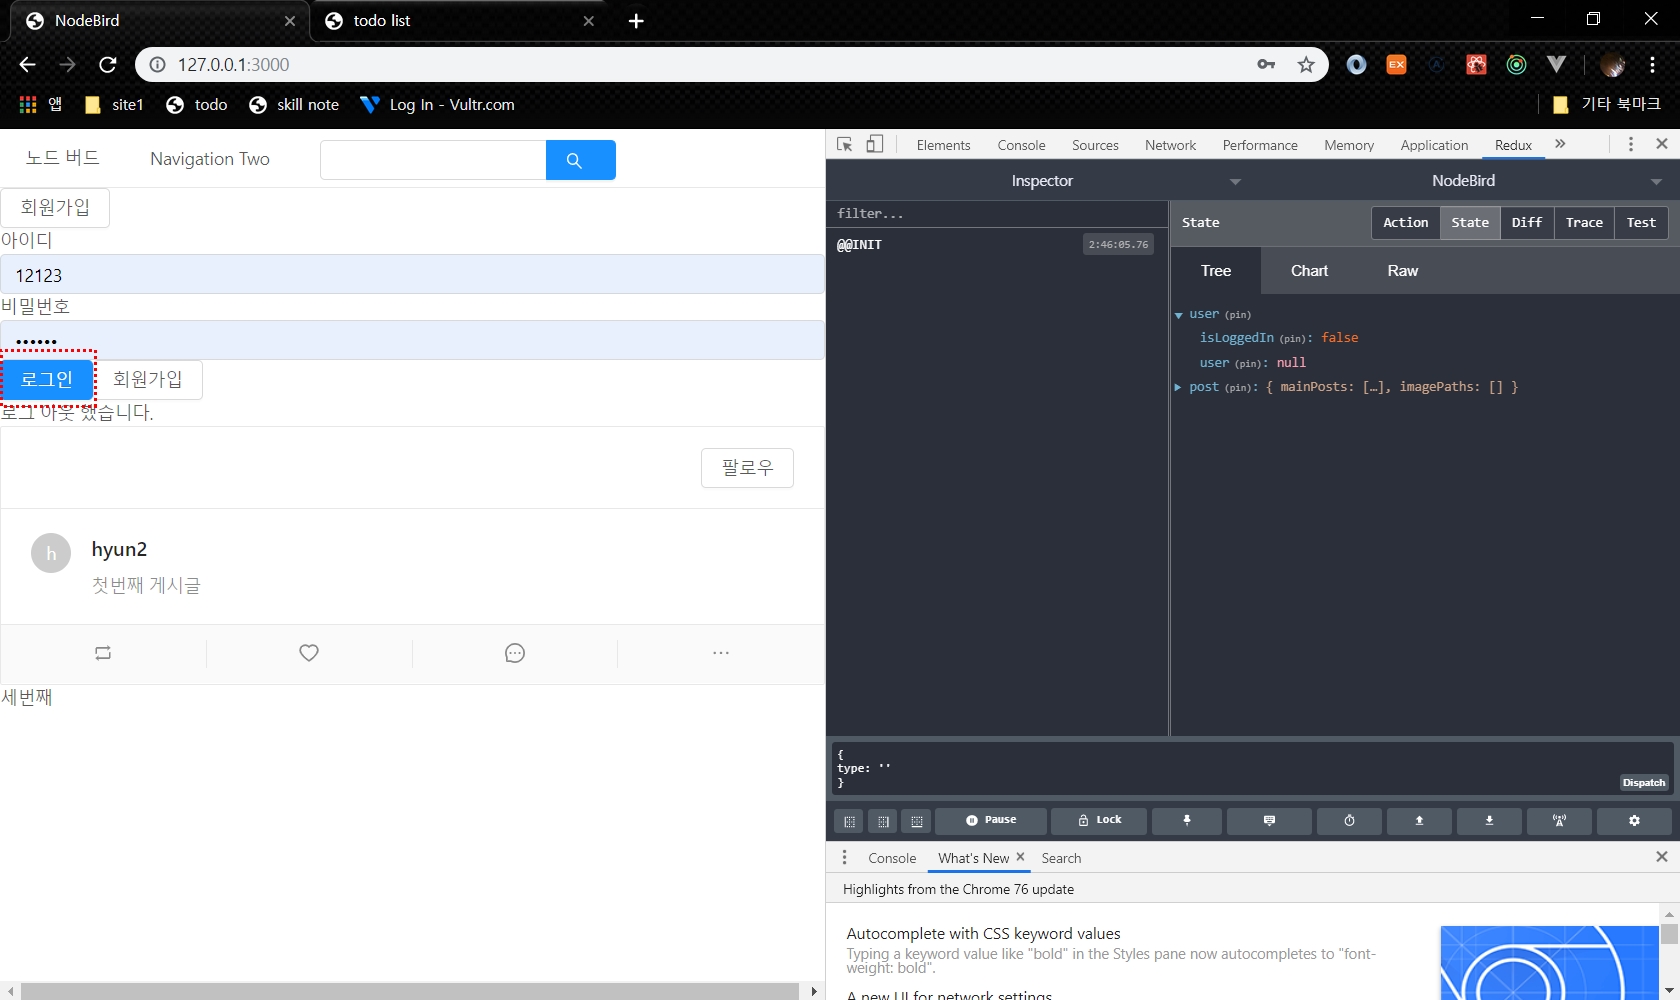 NodeBird
todo list
127.0.0.1:3000
앱
site1
todo
skill note
Log In - Vultr.com
기타 북마크
노드 버드
Navigation Two
회원가입
아이디
12123
비밀번호
••••••
로그인
회원가입
로그 아웃 했습니다.
팔로우
h
hyun2
첫번째 게시글
세번째
Elements
Console
Sources
Network
Performance
Memory
Application
Redux
Inspector
NodeBird
filter...
@@INIT
2:46:05.76
State
Action
State
Diff
Trace
Test
Tree
Chart
Raw
user (pin)
isLoggedIn (pin): false
user (pin): null
post (pin): { mainPosts: […], imagePaths: [] }
{
type: ''
}
Dispatch
Pause
Lock
Console
What's New
Search
Highlights from the Chrome 76 update
Autocomplete with CSS keyword values
Typing a keyword value like "bold" in the Styles pane now autocompletes to "font-
weight: bold".
A new UI for network settings